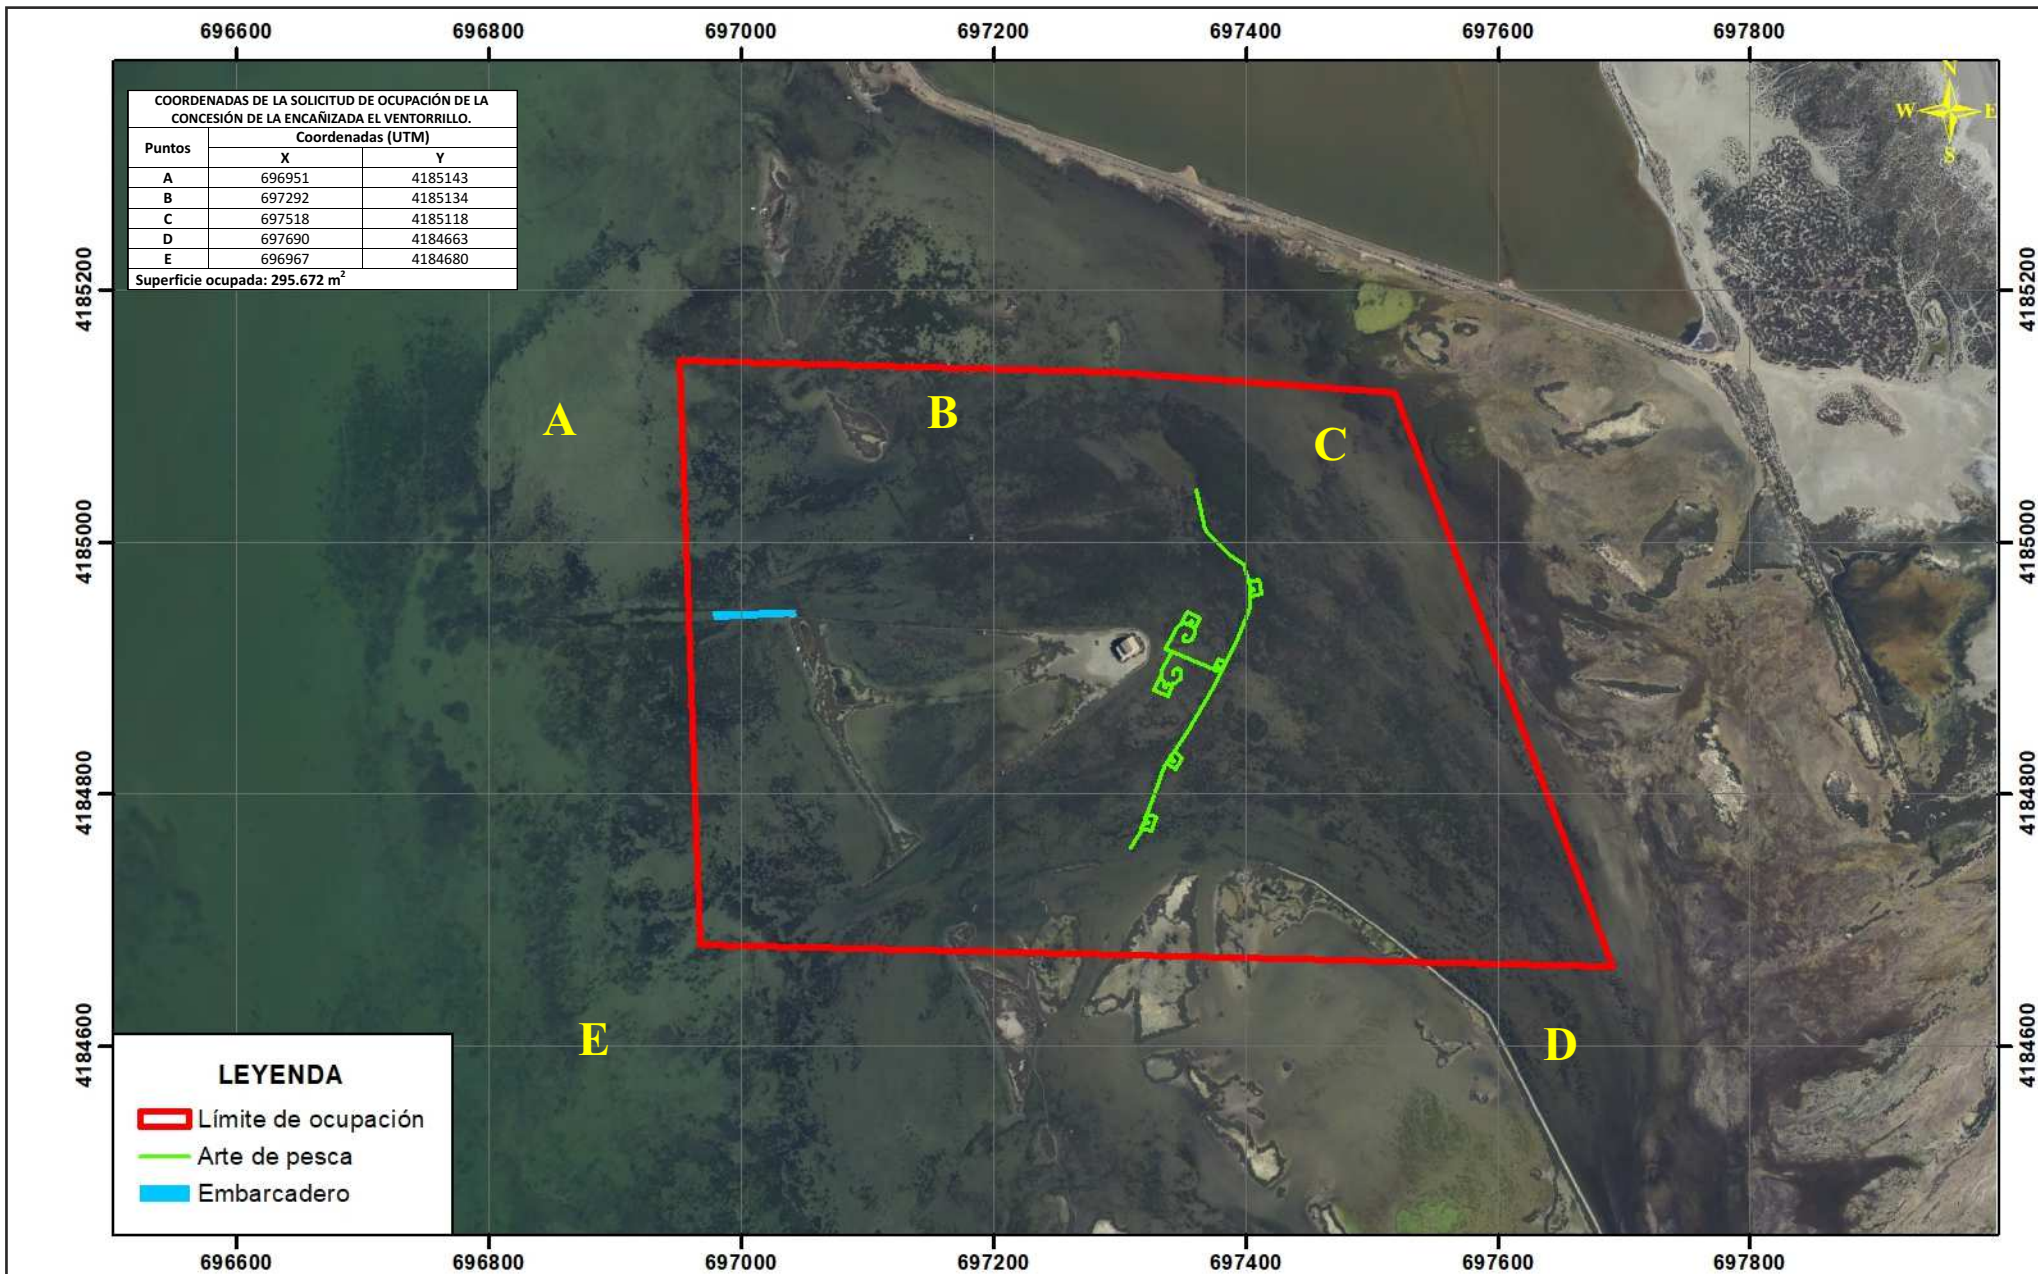 696600 696800 697000 697200 697400 697600 697800
COORDENADAS DE LA SOLICITUD DE OCUPACIÓN DE LA
CONCESIÓN DE LA ENCAÑIZADA EL VENTORRILLO.
Puntos Coordenadas (UTM)
X Y
A 696951 4185143
B 697292 4185134
C 697518 4185118
D 697690 4184663
E 696967 4184680
Superficie ocupada: 295.672 m²
N
W E
S
4185200 4185200
A
B
C
4185000 4185000
4184800 4184800
4184600 4184600
E
D
LEYENDA
Límite de ocupación
Arte de pesca
Embarcadero
696600 696800 697000 697200 697400 697600 697800